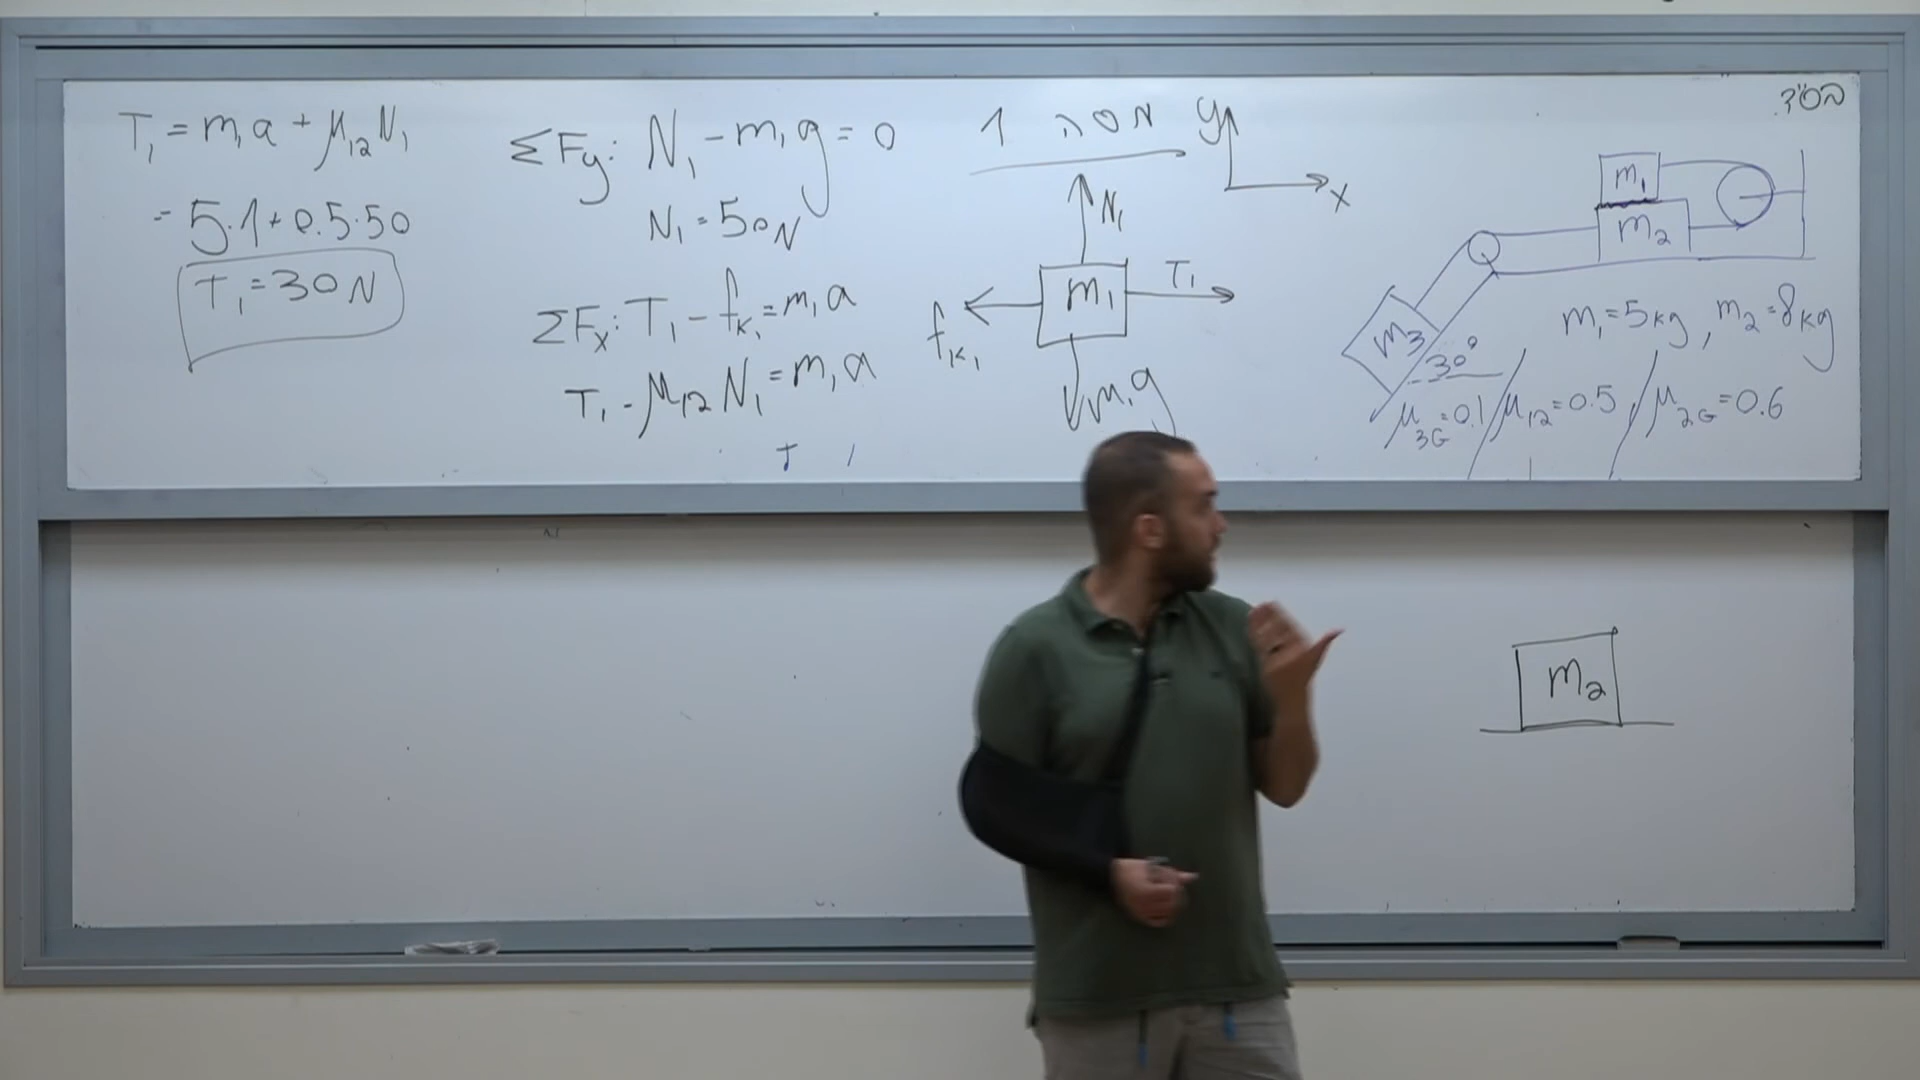 בס"ד.
m₁
m₂
m₃
30°
m₁=5kg, m₂=8kg
μ₃G=0.1 / μ₁₂=0.5 / μ₂G=0.6
מסה 1
y
x
N₁
T₁
m₁
fₖ₁
m₁g
ΣFy: N₁-m₁g=0
N₁=50N
ΣFx: T₁-fₖ₁=m₁a
T₁-μ₁₂N₁=m₁a
T₁=m₁a+μ₁₂N₁
=5·1+0.5·50
T₁=30N
m₂